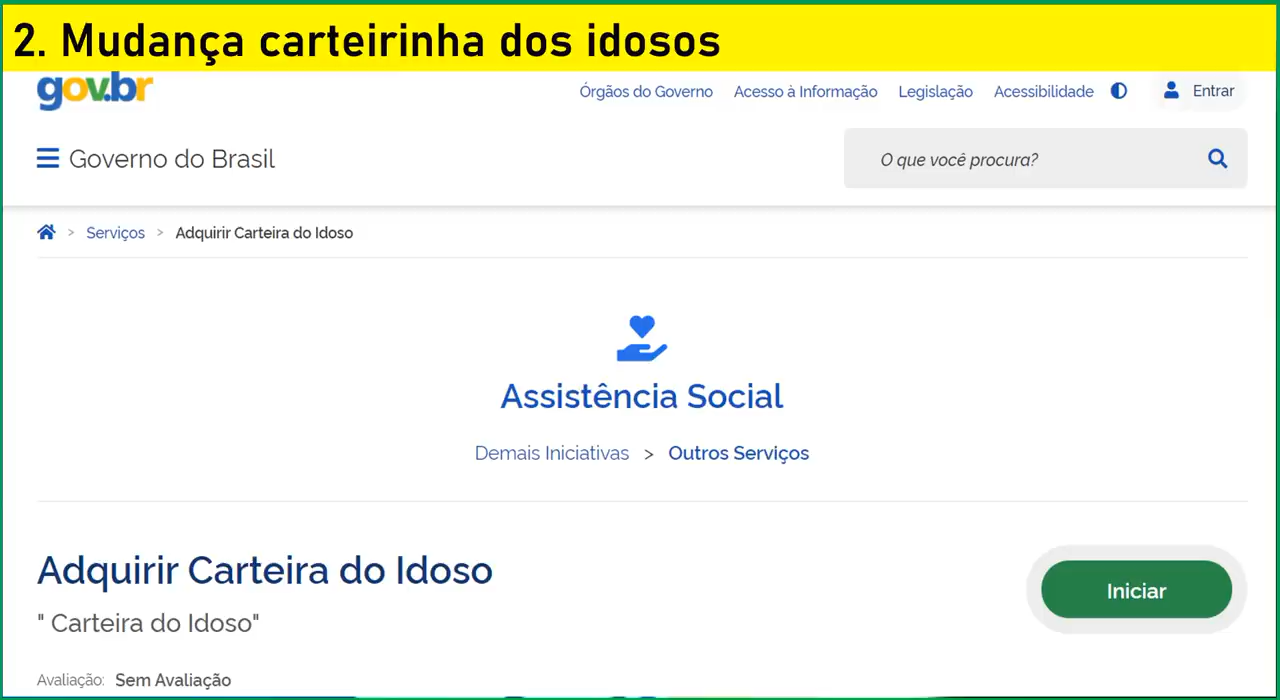 2. Mudança carteirinha dos idosos
gov.br
Órgãos do Governo Acesso à Informação Legislação Acessibilidade Entrar
Governo do Brasil
O que você procura?
> Serviços > Adquirir Carteira do Idoso
Assistência Social
Demais Iniciativas > Outros Serviços
Adquirir Carteira do Idoso
Iniciar
" Carteira do Idoso"
Avaliação: Sem Avaliação